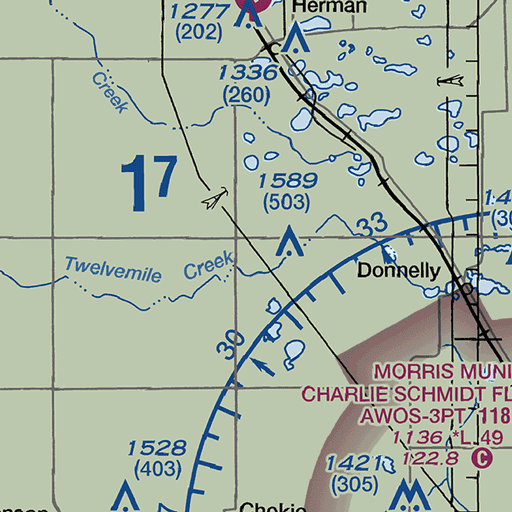 Herman
1277
(202)
Creek
1336
(260)
17
1589
(503)
33
Donnelly
Twelvemile
Creek
30
MORRIS MUNI
CHARLIE SCHMIDT FL
AWOS-3PT 118
1136 *L 49
122.8 C
1528
(403)
1421
(305)